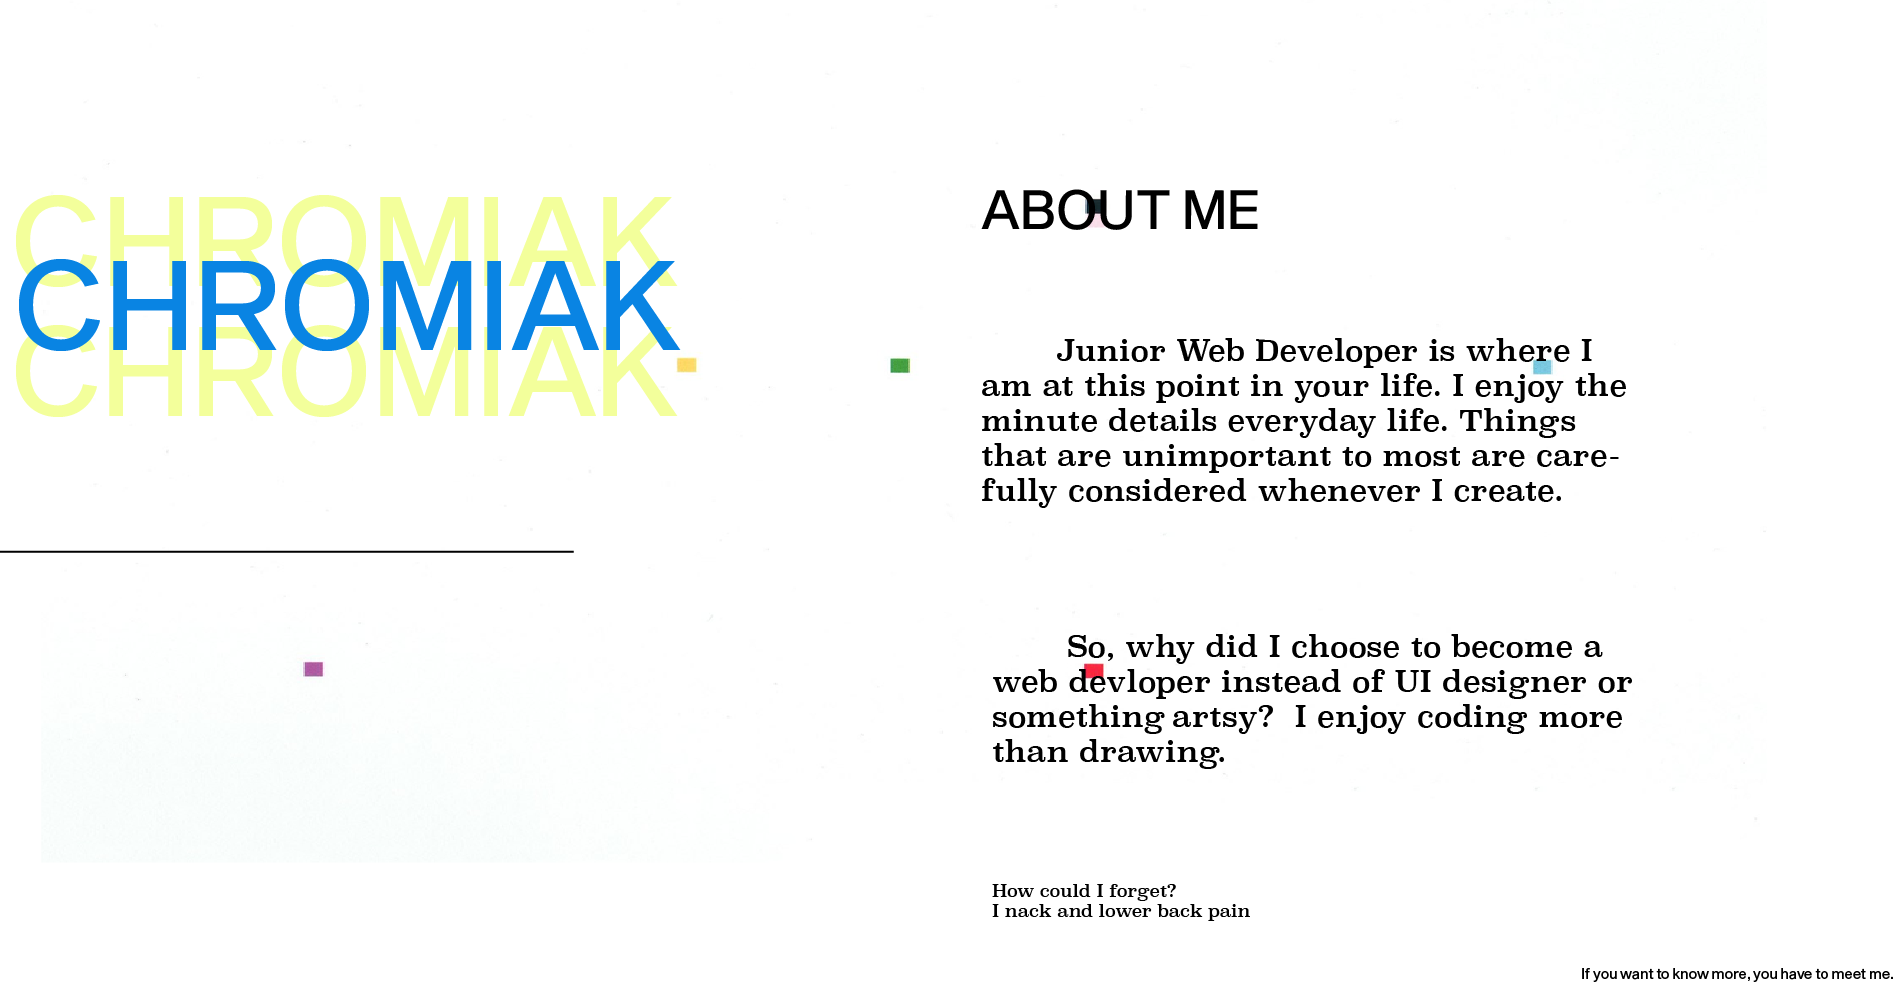 CHROMIAK
CHROMIAK
CHROMIAK
ABOUT ME
Junior Web Developer is where I
am at this point in your life. I enjoy the
minute details everyday life. Things
that are unimportant to most are care-
fully considered whenever I create.
So, why did I choose to become a
web devloper instead of UI designer or
something artsy?  I enjoy coding more
than drawing.
How could I forget?
I nack and lower back pain
If you want to know more, you have to meet me.